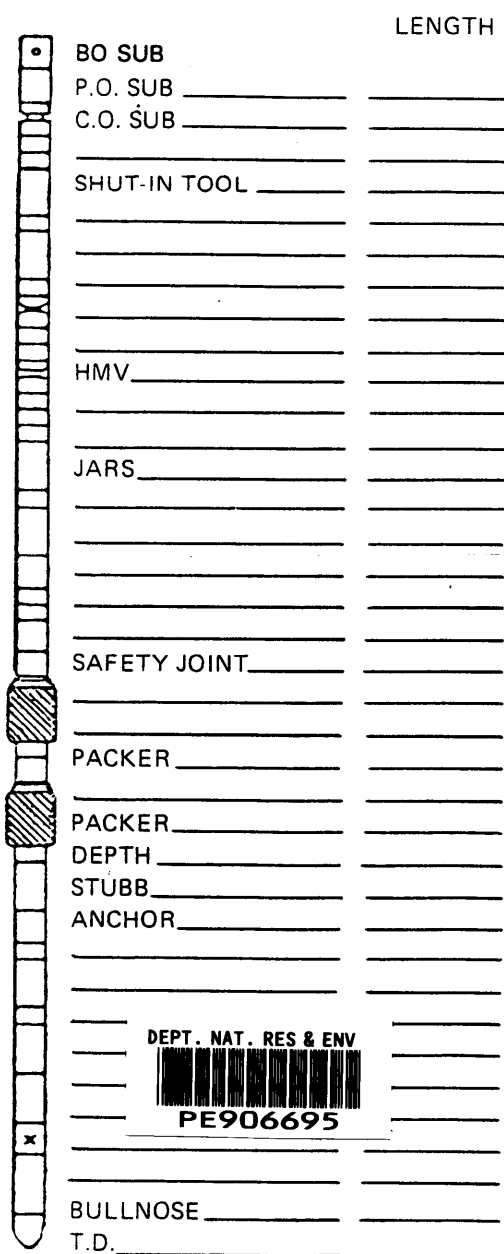 LENGTH
BO SUB
P.O. SUB
C.O. SUB
SHUT-IN TOOL
HMV
JARS
SAFETY JOINT
PACKER
PACKER
DEPTH
STUBB
ANCHOR
DEPT. NAT. RES & ENV
PE906695
BULLNOSE
T.D.